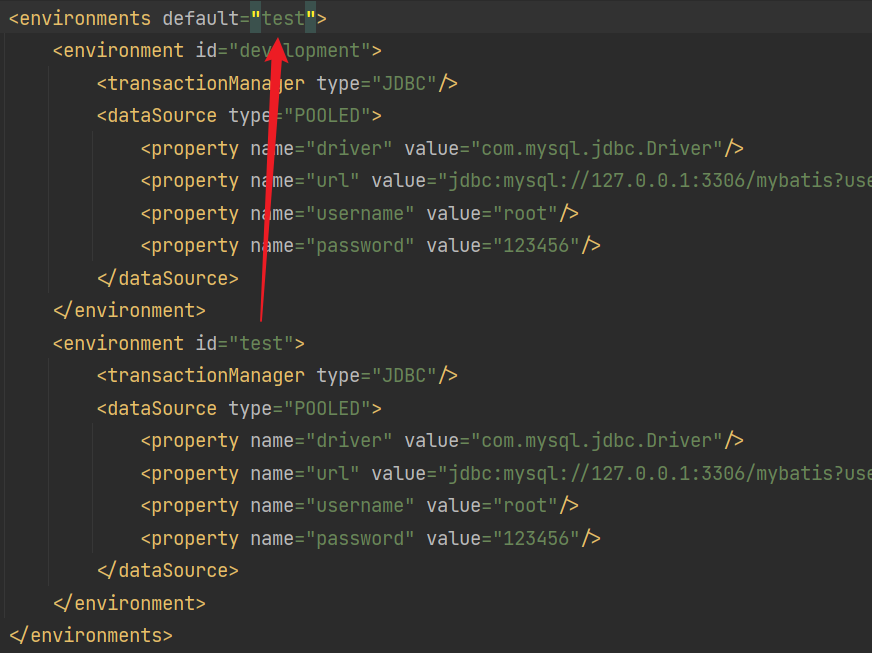 <environments default="test">
<environment id="development">
<transactionManager type="JDBC"/>
<dataSource type="POOLED">
<property name="driver" value="com.mysql.jdbc.Driver"/>
<property name="url" value="jdbc:mysql://127.0.0.1:3306/mybatis?use
<property name="username" value="root"/>
<property name="password" value="123456"/>
</dataSource>
</environment>
<environment id="test">
<transactionManager type="JDBC"/>
<dataSource type="POOLED">
<property name="driver" value="com.mysql.jdbc.Driver"/>
<property name="url" value="jdbc:mysql://127.0.0.1:3306/mybatis?use
<property name="username" value="root"/>
<property name="password" value="123456"/>
</dataSource>
</environment>
</environments>